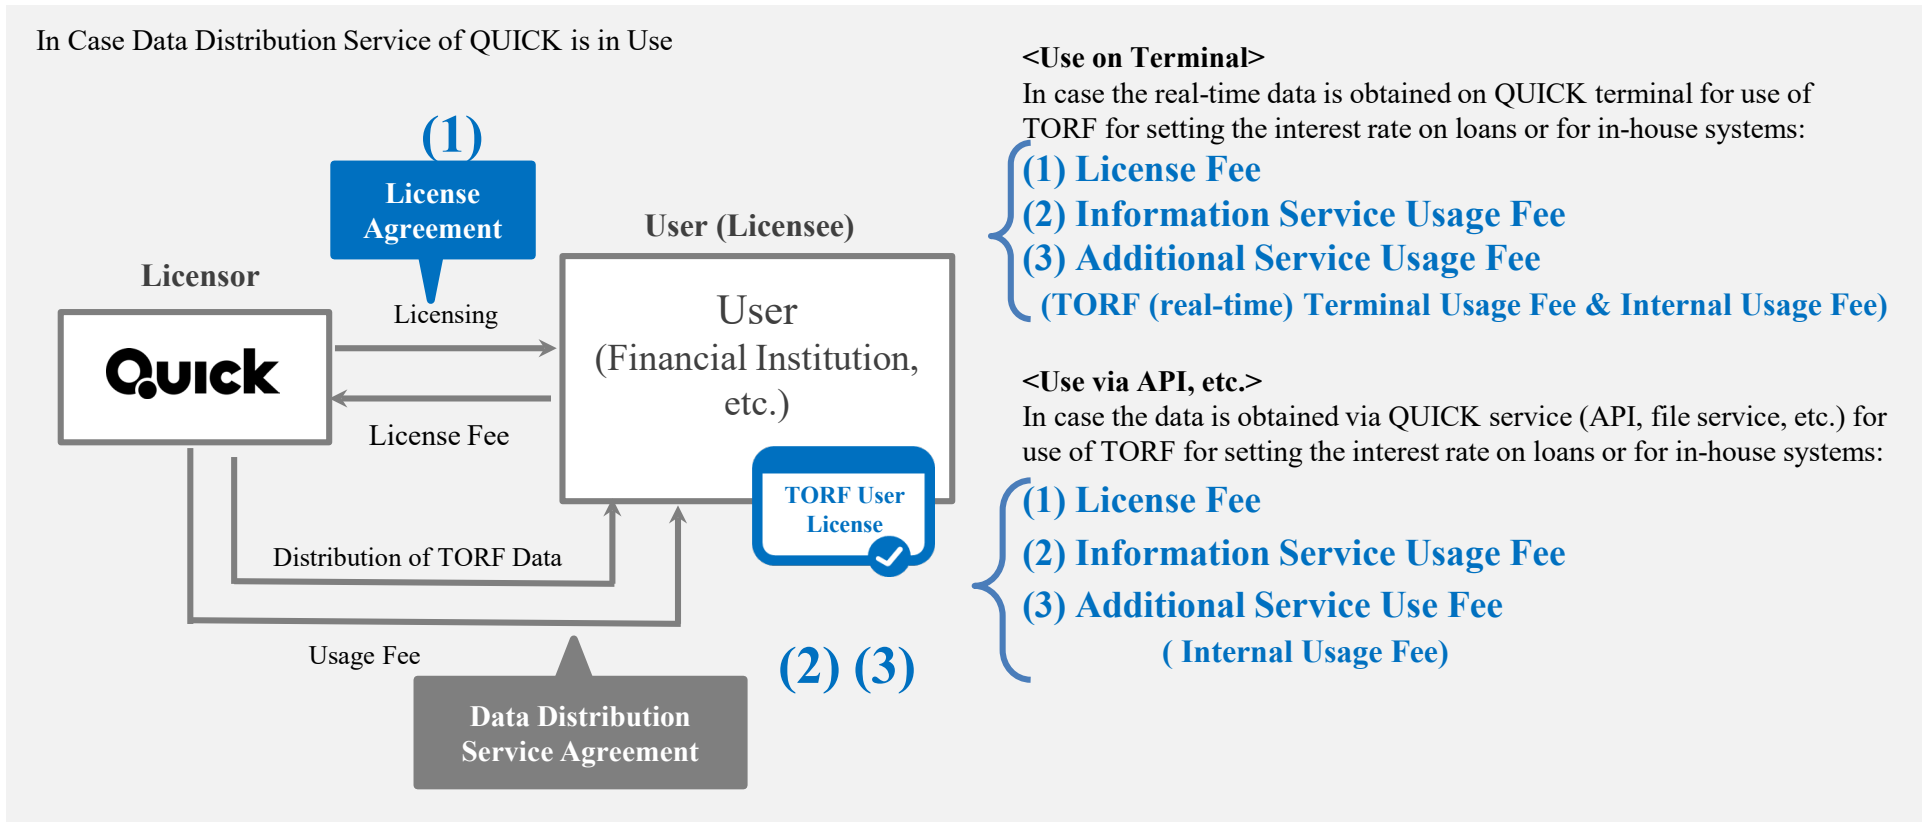 In Case Data Distribution Service of QUICK is in Use
(1)
License
Agreement
Licensor
QUICK
Licensing
License Fee
User (Licensee)
User
(Financial Institution,
etc.)
TORF User
License
Distribution of TORF Data
Usage Fee
Data Distribution
Service Agreement
(2) (3)
<Use on Terminal>
In case the real-time data is obtained on QUICK terminal for use of
TORF for setting the interest rate on loans or for in-house systems:
(1) License Fee
(2) Information Service Usage Fee
(3) Additional Service Usage Fee
(TORF (real-time) Terminal Usage Fee & Internal Usage Fee)
<Use via API, etc.>
In case the data is obtained via QUICK service (API, file service, etc.) for
use of TORF for setting the interest rate on loans or for in-house systems:
(1) License Fee
(2) Information Service Usage Fee
(3) Additional Service Use Fee
( Internal Usage Fee)